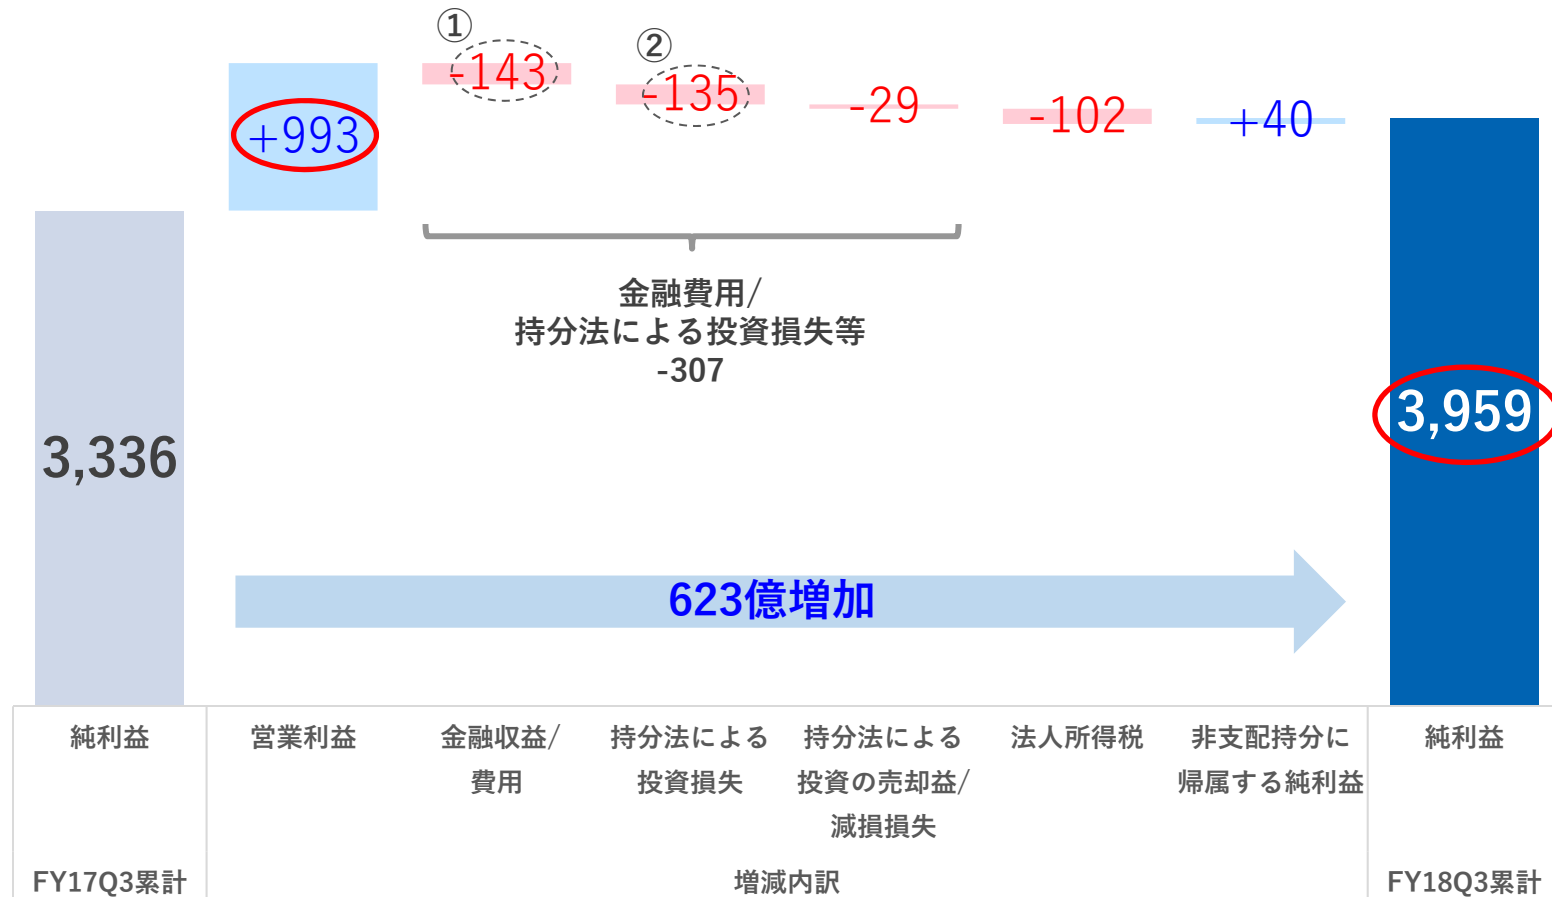 ①
②
-143
-135
+993
-29
-102
+40
金融費用/
持分法による投資損失等
-307
3,336
3,959
623億増加
純利益
営業利益
金融収益/
費用
持分法による
投資損失
持分法による
投資の売却益/
減損損失
法人所得税
非支配持分に
帰属する純利益
純利益
FY17Q3累計
増減内訳
FY18Q3累計